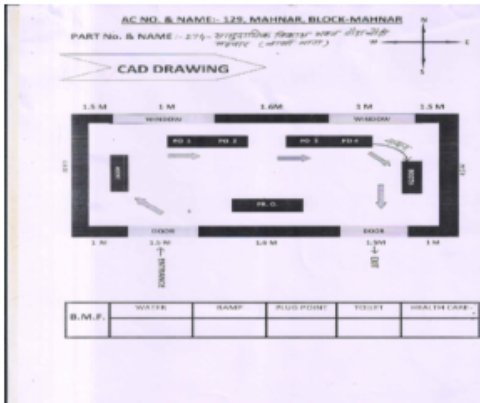 AC NO. & NAME:- 129, MAHNAR, BLOCK-MAHNAR
PART No. & NAME :- 274- सामुदायिक विकास भवन
N
W E
S
CAD DRAWING
1.5 M 1 M 1.6M 1 M 1.5 M
WINDOW WINDOW
PO 1 PO 2 PO 3 PO 4
PR. O.
DOOR DOOR
1 M 1.5 M 1.6 M 1.5M 1 M
ENTRANCE EXIT
B.M.F. WATER RAMP PLUG POINT TOILET HEALTH CARE